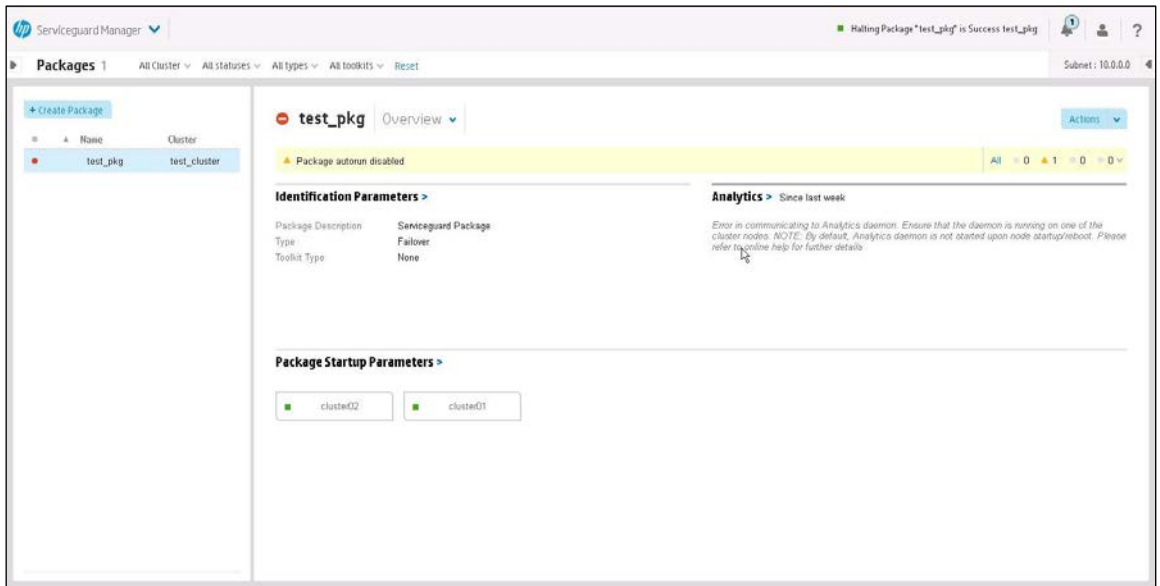 hp Serviceguard Manager
Halting Package "test_pkg" is Success test_pkg
1
?
Packages 1 All Cluster All statuses All types All toolkits Reset
Subnet : 10.0.0.0
+ Create Package
Name Cluster
test_pkg test_cluster
test_pkg Overview
Actions
Package autorun disabled
All 0 1 0 0
Identification Parameters >
Package Description Serviceguard Package
Type Failover
Toolkit Type None
Analytics > Since last week
Error in communicating to Analytics daemon. Ensure that the daemon is running on one of the
cluster nodes. NOTE: By default, Analytics daemon is not started upon node startup/reboot. Please
refer to online help for further details
Package Startup Parameters >
cluster02 cluster01